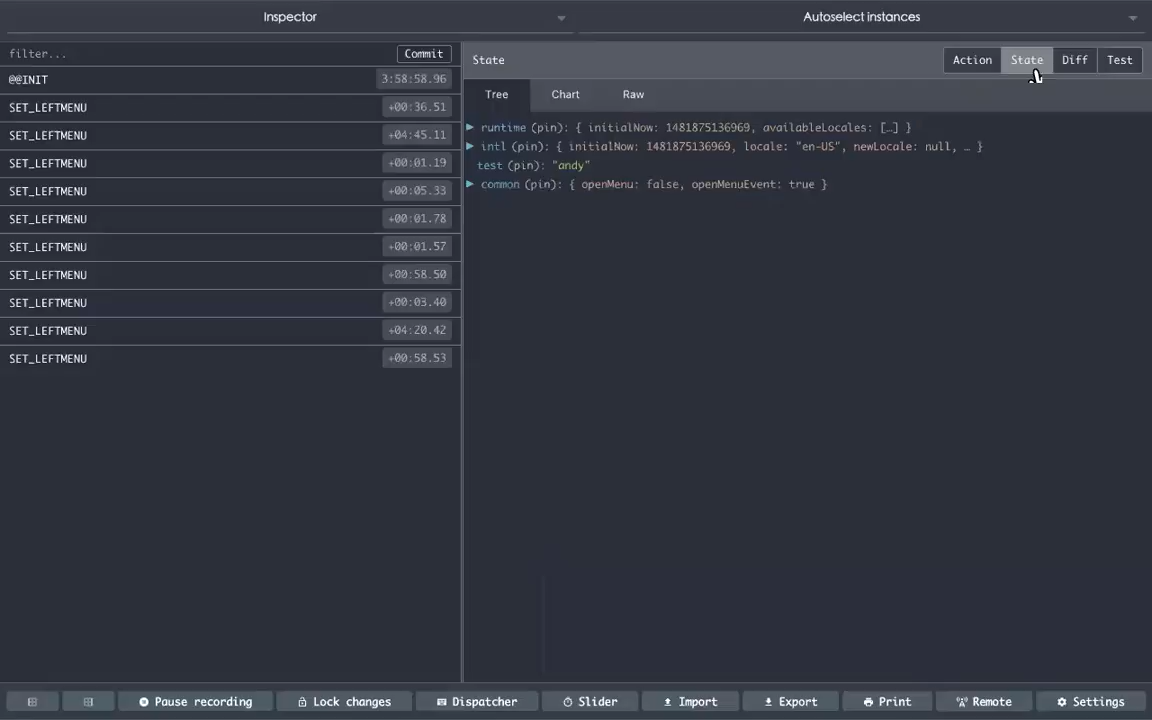 Inspector
Autoselect instances
filter...
Commit
@@INIT
3:58:58.96
SET_LEFTMENU
+00:36.51
SET_LEFTMENU
+04:45.11
SET_LEFTMENU
+00:01.19
SET_LEFTMENU
+00:05.33
SET_LEFTMENU
+00:01.78
SET_LEFTMENU
+00:01.57
SET_LEFTMENU
+00:58.50
SET_LEFTMENU
+00:03.40
SET_LEFTMENU
+04:20.42
SET_LEFTMENU
+00:58.53
State
Action State Diff Test
Tree Chart Raw
runtime (pin): { initialNow: 1481875136969, availableLocales: […] }
intl (pin): { initialNow: 1481875136969, locale: "en-US", newLocale: null, … }
test (pin): "andy"
common (pin): { openMenu: false, openMenuEvent: true }
Pause recording Lock changes Dispatcher Slider Import Export Print Remote Settings